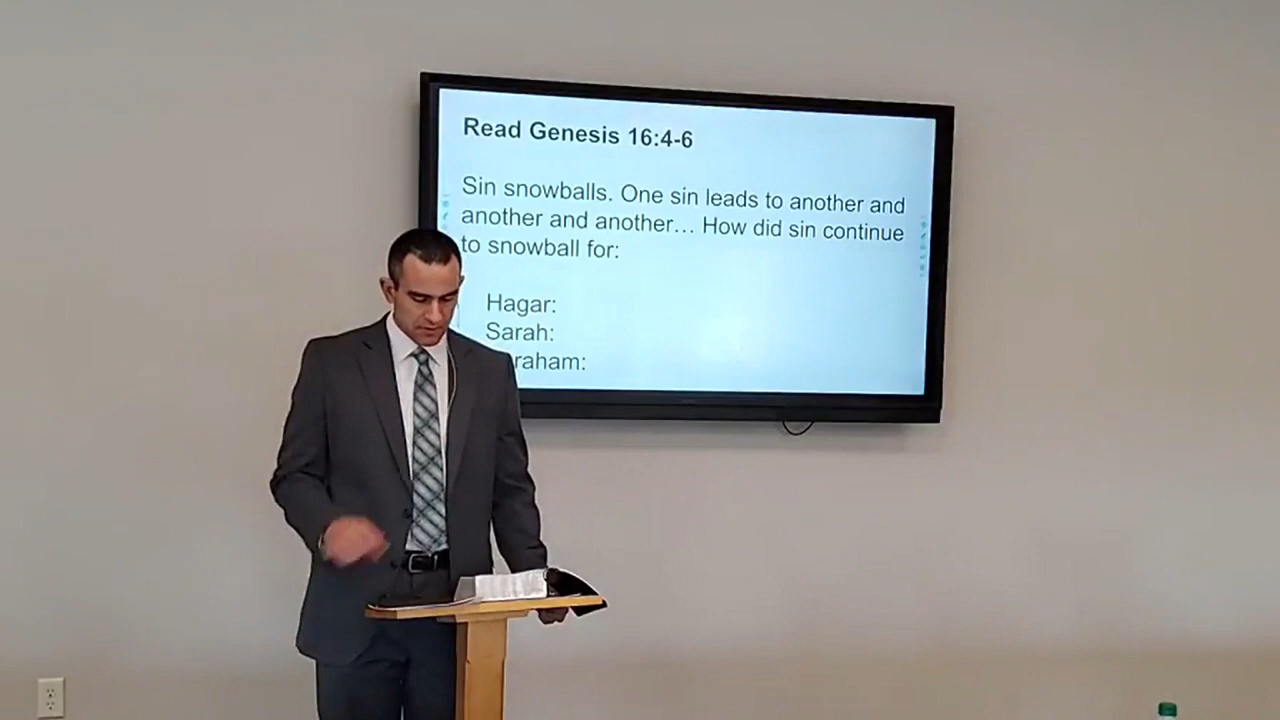 Read Genesis 16:4-6
Sin snowballs. One sin leads to another and
another and another… How did sin continue
to snowball for:
Hagar:
Sarah:
raham: